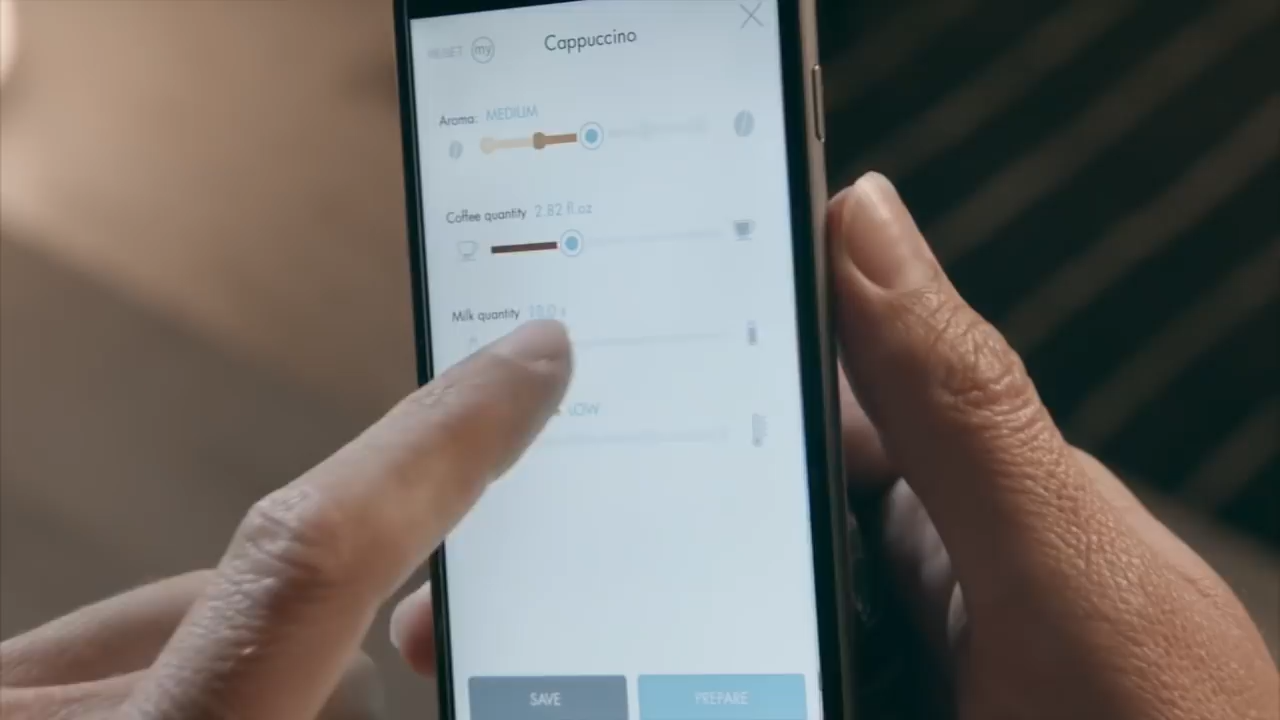 RESET my Cappuccino
Aroma: MEDIUM
Coffee quantity 2.82 fl.oz
Milk quantity
LOW
SAVE PREPARE